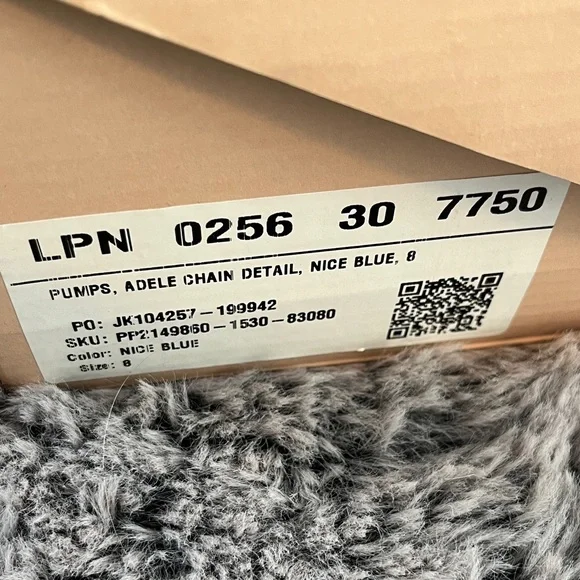 LPN 0256 30 7750
PUMPS, ADELE CHAIN DETAIL, NICE BLUE, 8
PO: JK104257-199942
SKU: PP2149860-1530-83080
Color: NICE BLUE
Size: 8